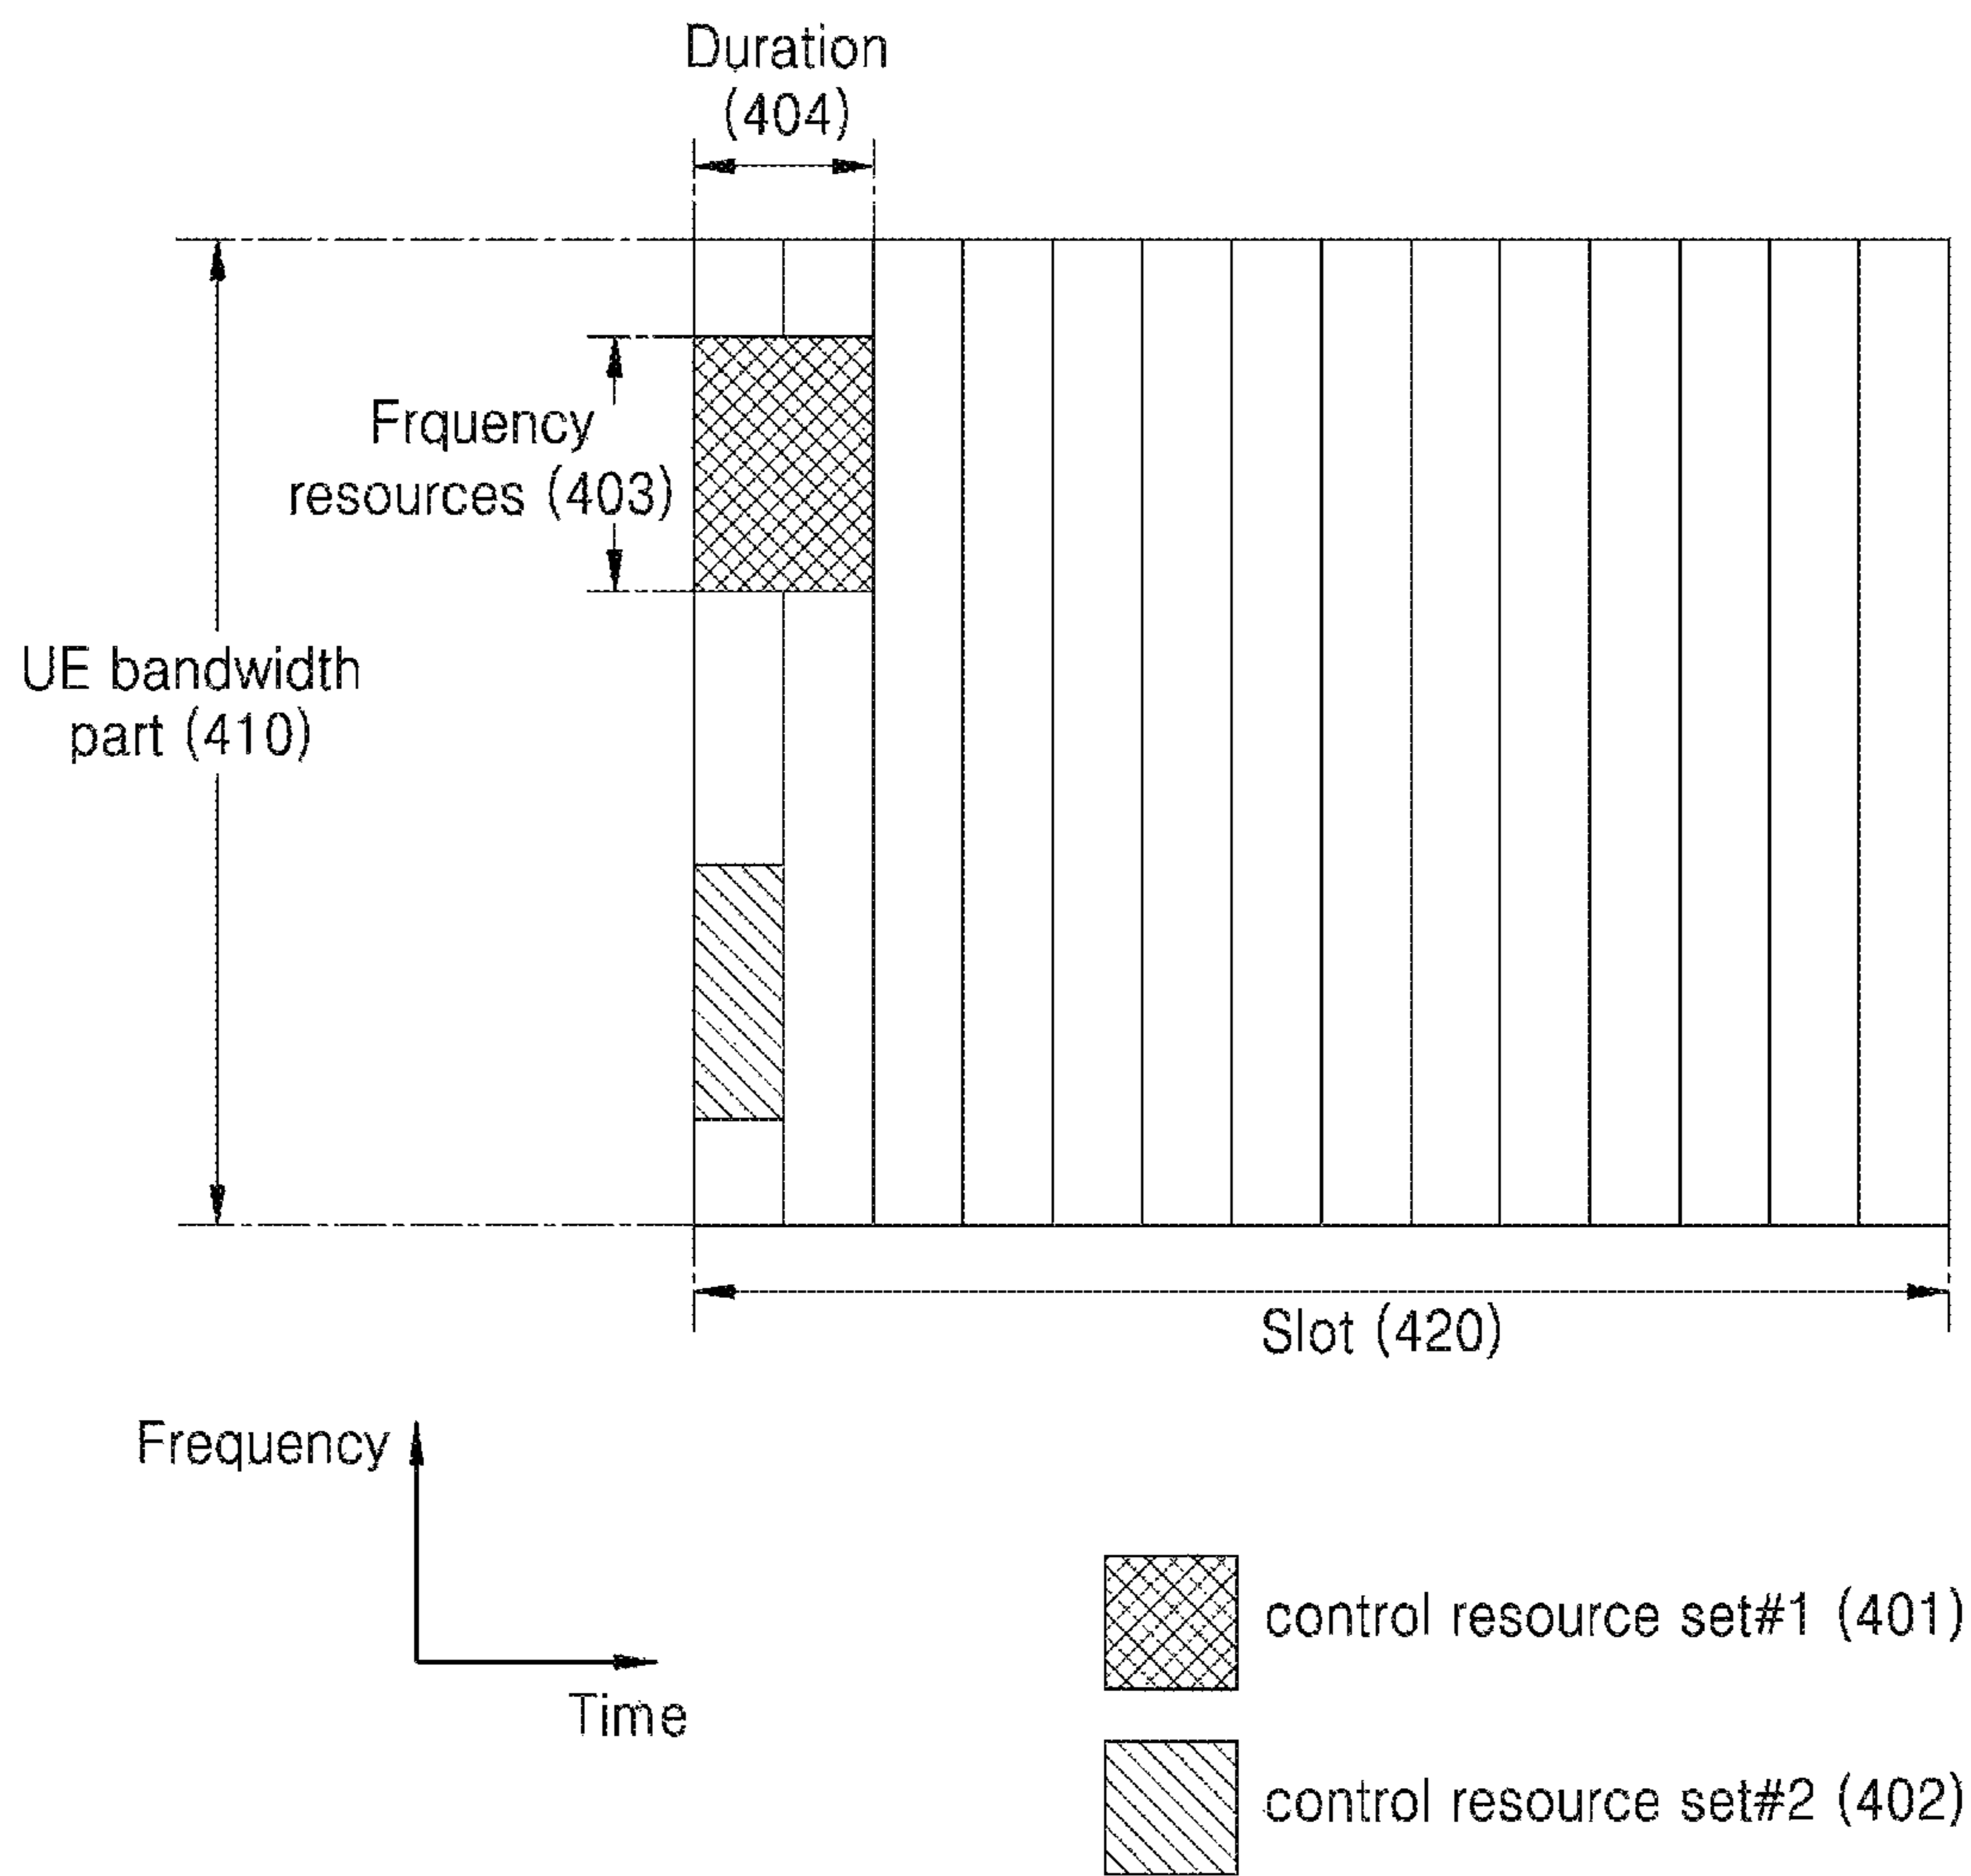 Duration
(404)
Frquency
resources (403)
UE bandwidth
part (410)
Slot (420)
Frequency
Time
control resource set#1 (401)
control resource set#2 (402)